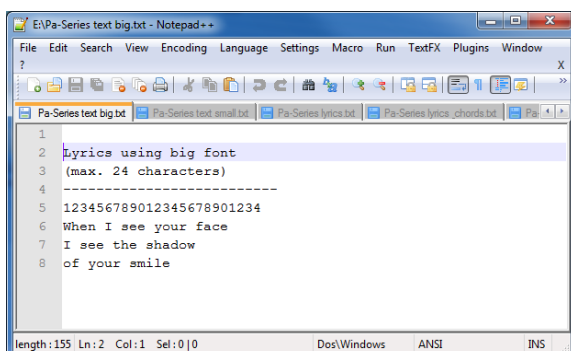 E:\Pa-Series text big.txt - Notepad++
File Edit Search View Encoding Language Settings Macro Run TextFX Plugins Window
? X
Pa-Series text big.txt Pa-Series text small.txt Pa-Series lyrics.txt Pa-Series lyrics_chords.txt Pa
1
2 Lyrics using big font
3 (max. 24 characters)
4 --------------------------
5 123456789012345678901234
6 When I see your face
7 I see the shadow
8 of your smile
length : 155 Ln : 2 Col : 1 Sel : 0 | 0 Dos\Windows ANSI INS